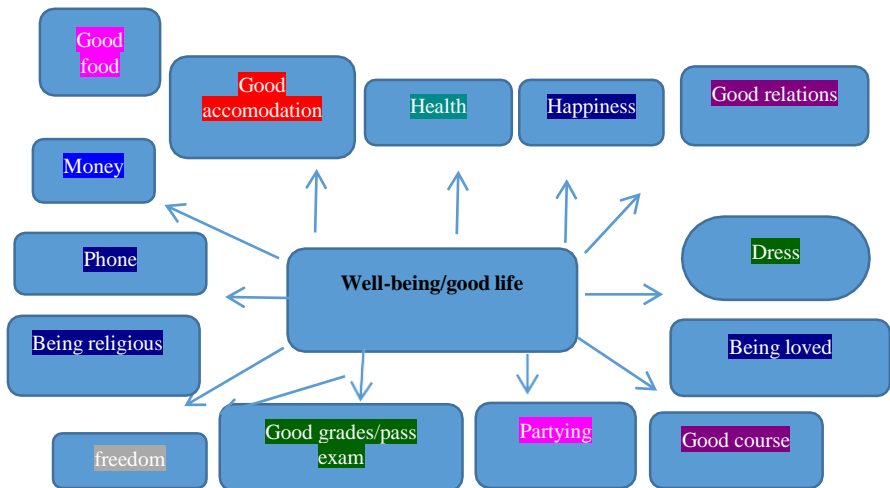 Good
food
Good
accomodation
Health
Happiness
Good relations
Money
Phone
Well-being/good life
Dress
Being religious
Being loved
freedom
Good grades/pass
exam
Partying
Good course